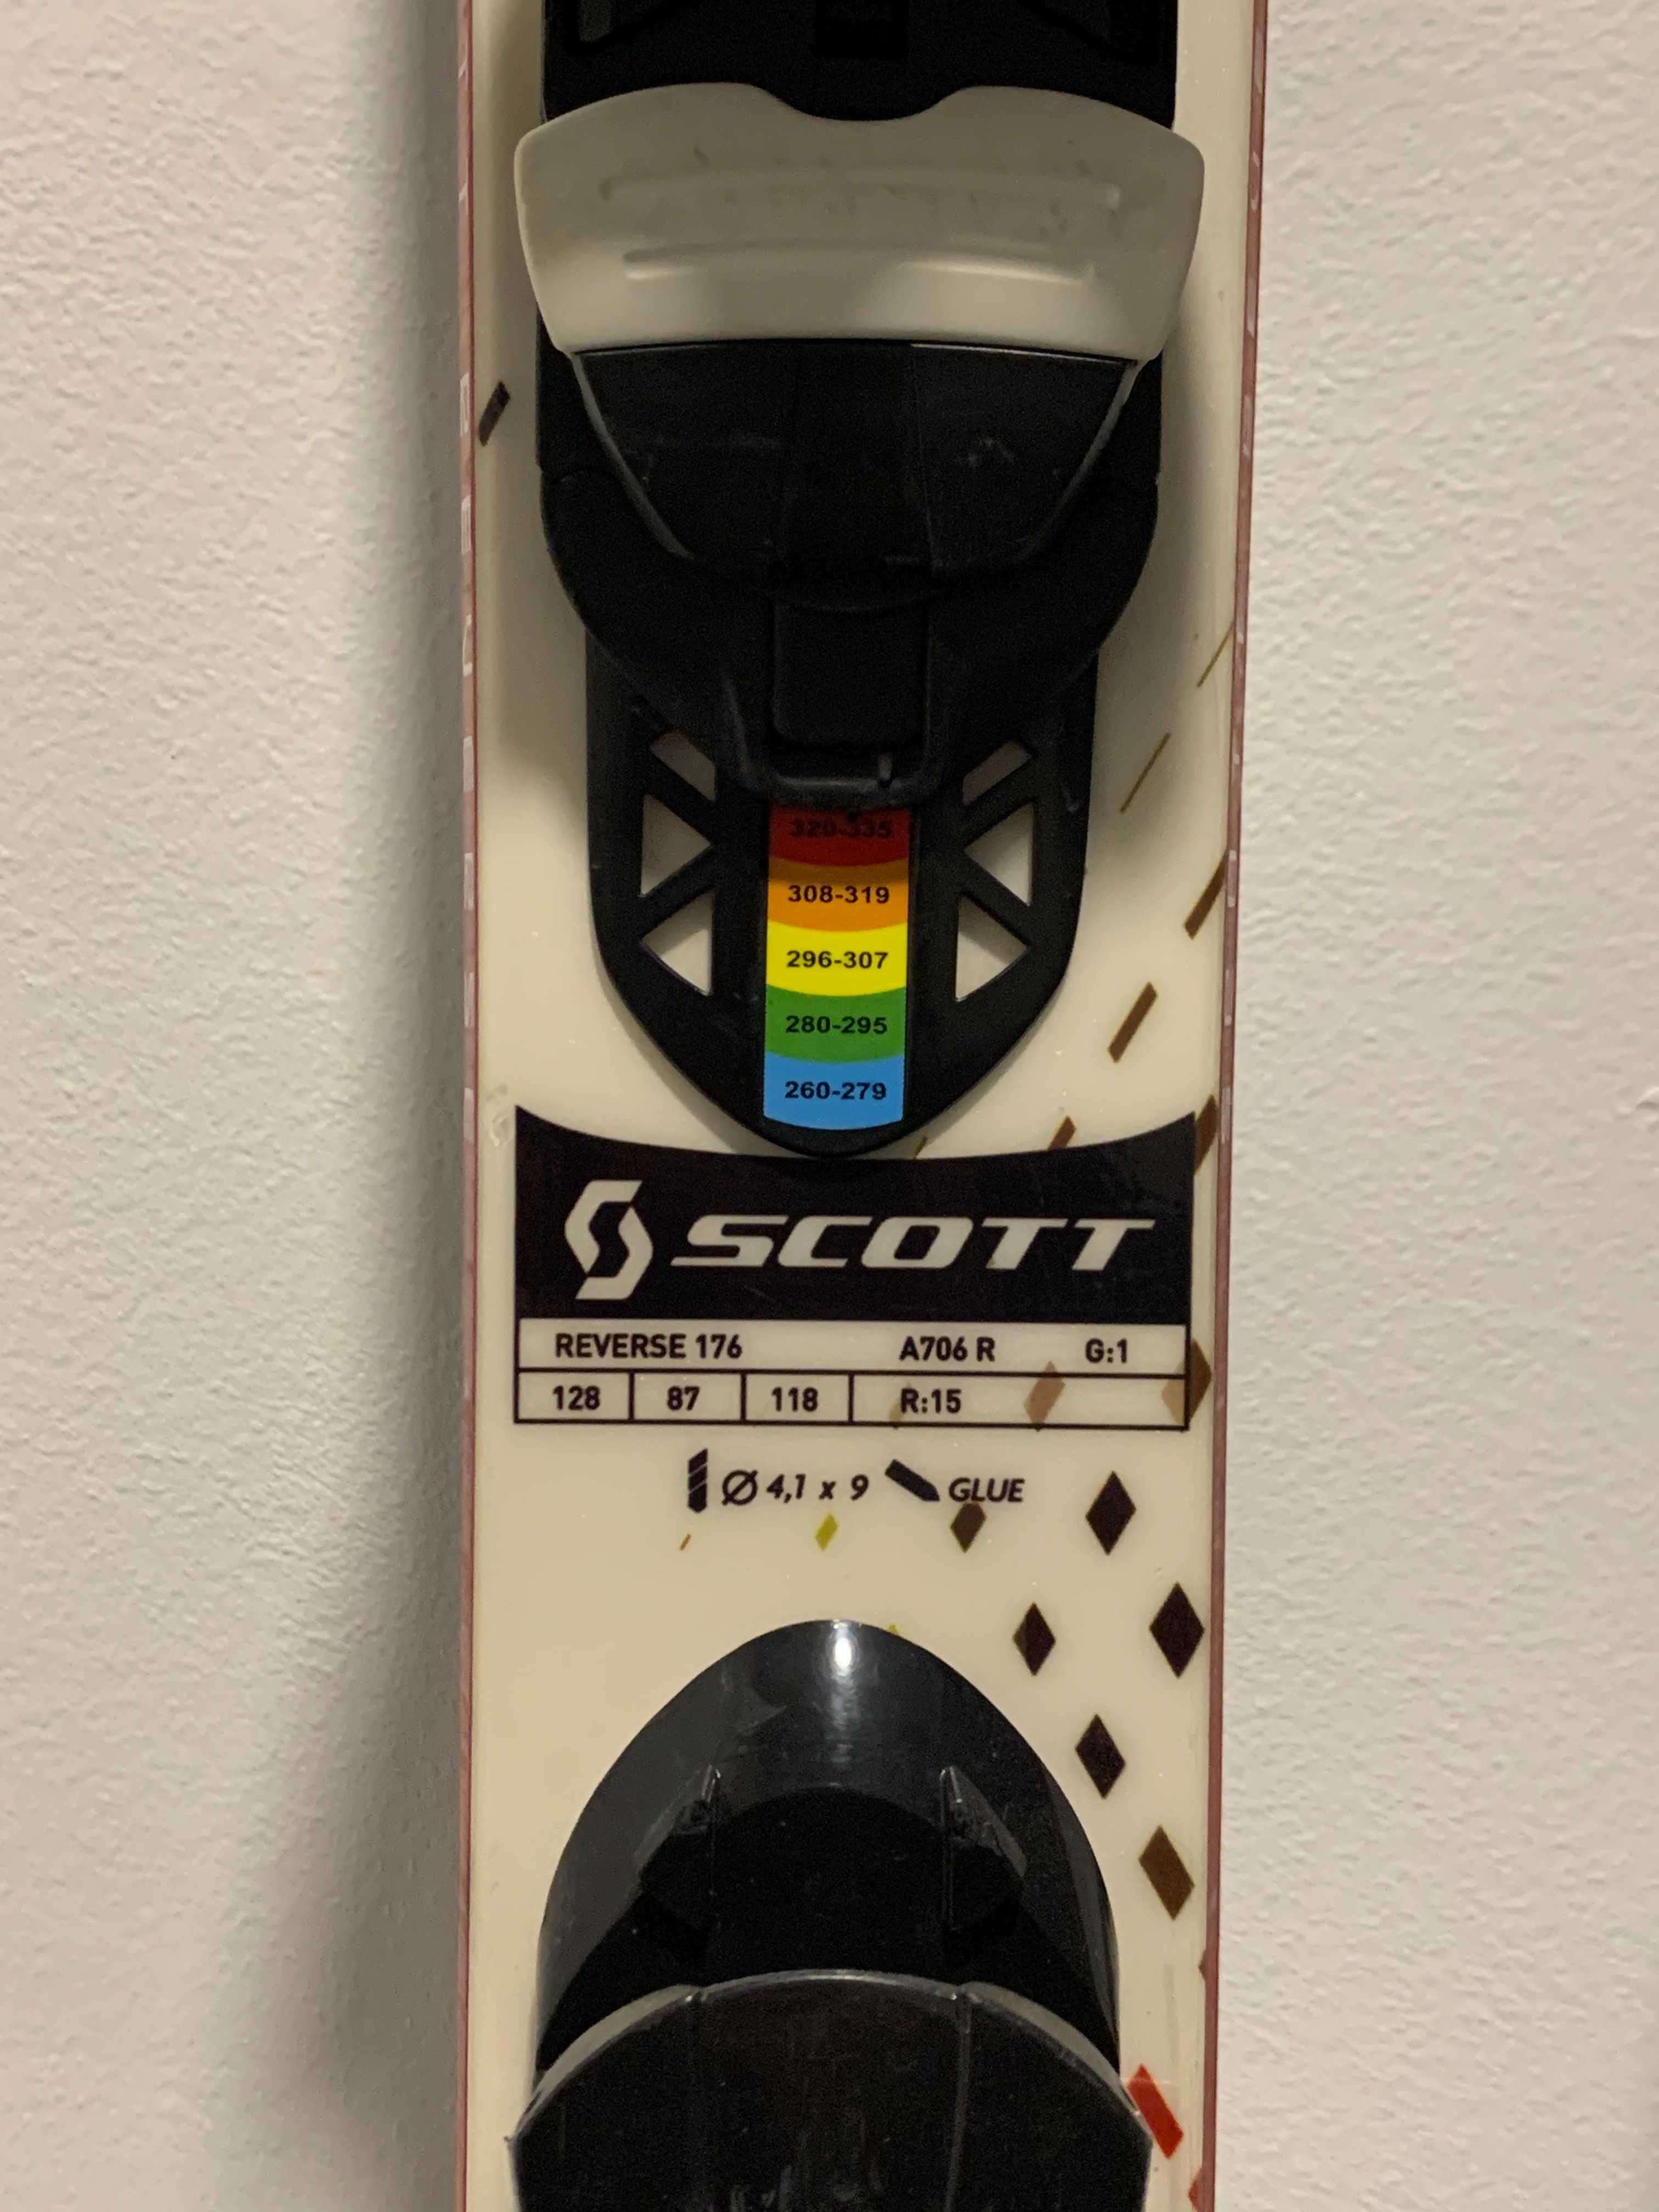 320-335
308-319
296-307
280-295
260-279
SCOTT
REVERSE 176 A706 R G:1
128 87 118 R:15
Ø 4,1 x 9 GLUE